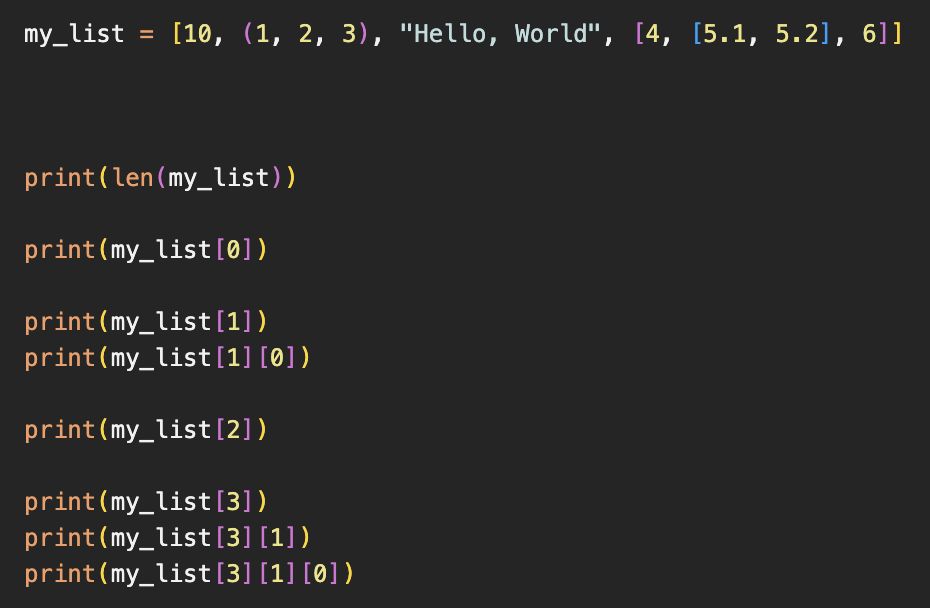 my_list = [10, (1, 2, 3), "Hello, World", [4, [5.1, 5.2], 6]]
print(len(my_list))
print(my_list[0])
print(my_list[1])
print(my_list[1][0])
print(my_list[2])
print(my_list[3])
print(my_list[3][1])
print(my_list[3][1][0])